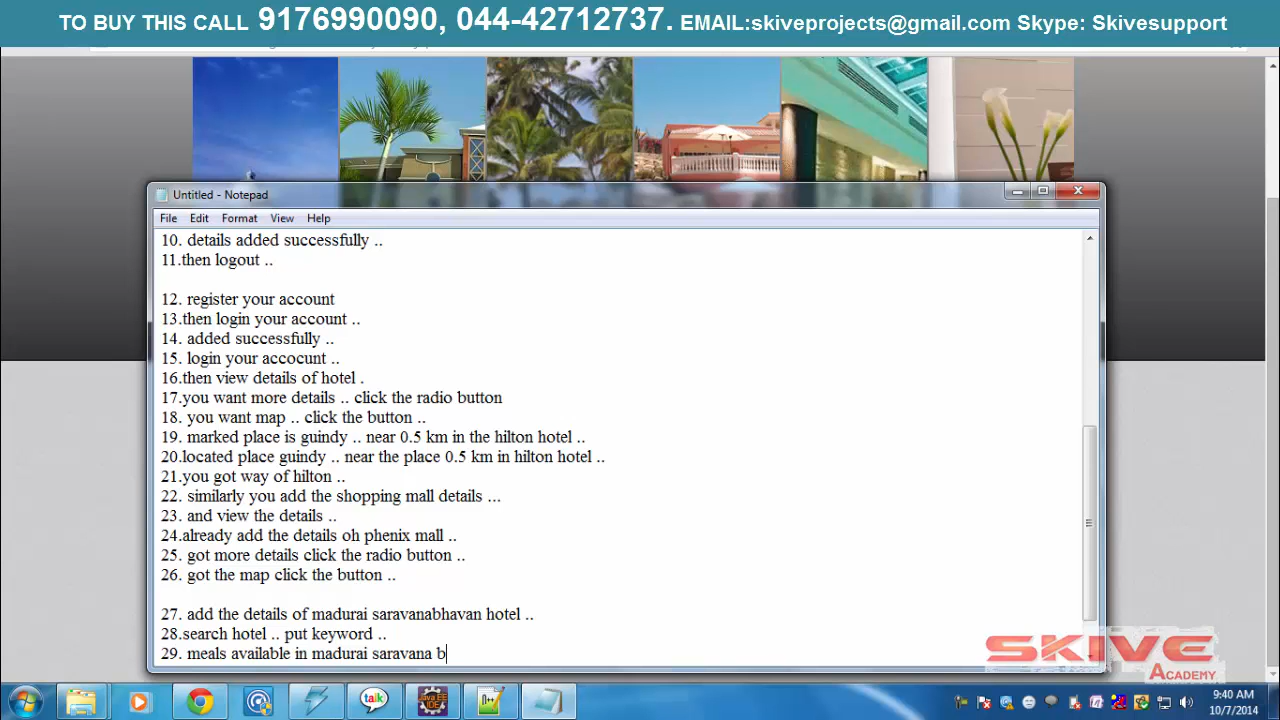 TO BUY THIS CALL 9176990090, 044-42712737. EMAIL:skiveprojects@gmail.com Skype: Skivesupport
Untitled - Notepad
File Edit Format View Help
10. details added successfully ..
11.then logout ..
12. register your account
13.then login your account ..
14. added successfully ..
15. login your accocunt ..
16.then view details of hotel .
17.you want more details .. click the radio button
18. you want map .. click the button ..
19. marked place is guindy .. near 0.5 km in the hilton hotel ..
20.located place guindy .. near the place 0.5 km in hilton hotel ..
21.you got way of hilton ..
22. similarly you add the shopping mall details ...
23. and view the details ..
24.already add the details oh phenix mall ..
25. got more details click the radio button ..
26. got the map click the button ..
27. add the details of madurai saravanabhavan hotel ..
28.search hotel .. put keyword ..
29. meals available in madurai saravana b
SKIVE
ACADEMY
talk
Java EE
IDE
N++
9:40 AM
10/7/2014